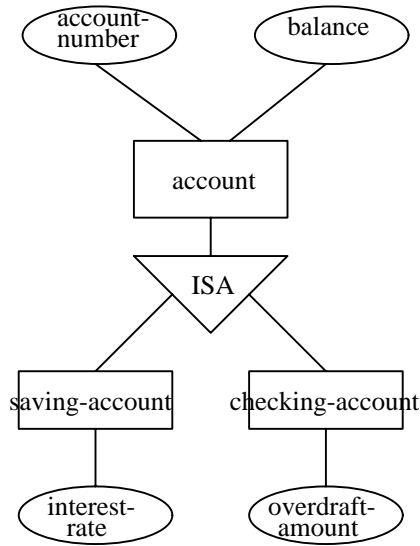 account-
number
balance
account
ISA
saving-account
checking-account
interest-
rate
overdraft-
amount